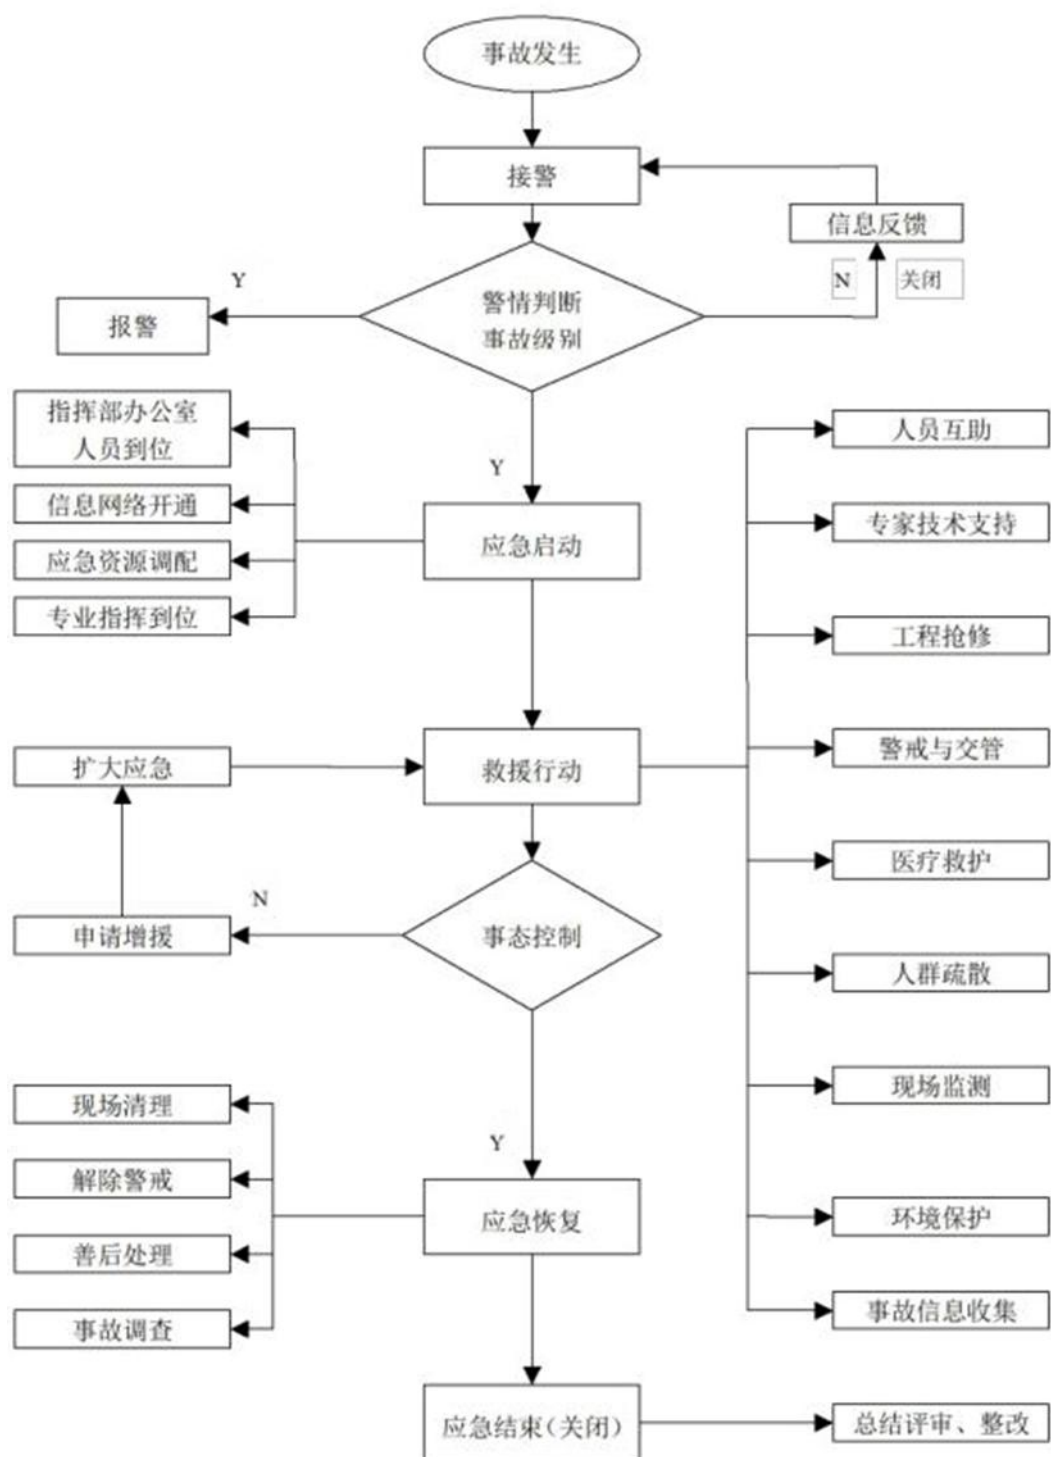 事故发生
接警
信息反馈
N
关闭
Y
警情判断
事故级别
报警
指挥部办公室
人员到位
信息网络开通
应急资源调配
专业指挥到位
Y
应急启动
人员互助
专家技术支持
工程抢修
警戒与交管
医疗救护
人群疏散
现场监测
环境保护
事故信息收集
扩大应急
救援行动
N
申请增援
事态控制
现场清理
解除警戒
善后处理
事故调查
Y
应急恢复
应急结束(关闭)
总结评审、整改